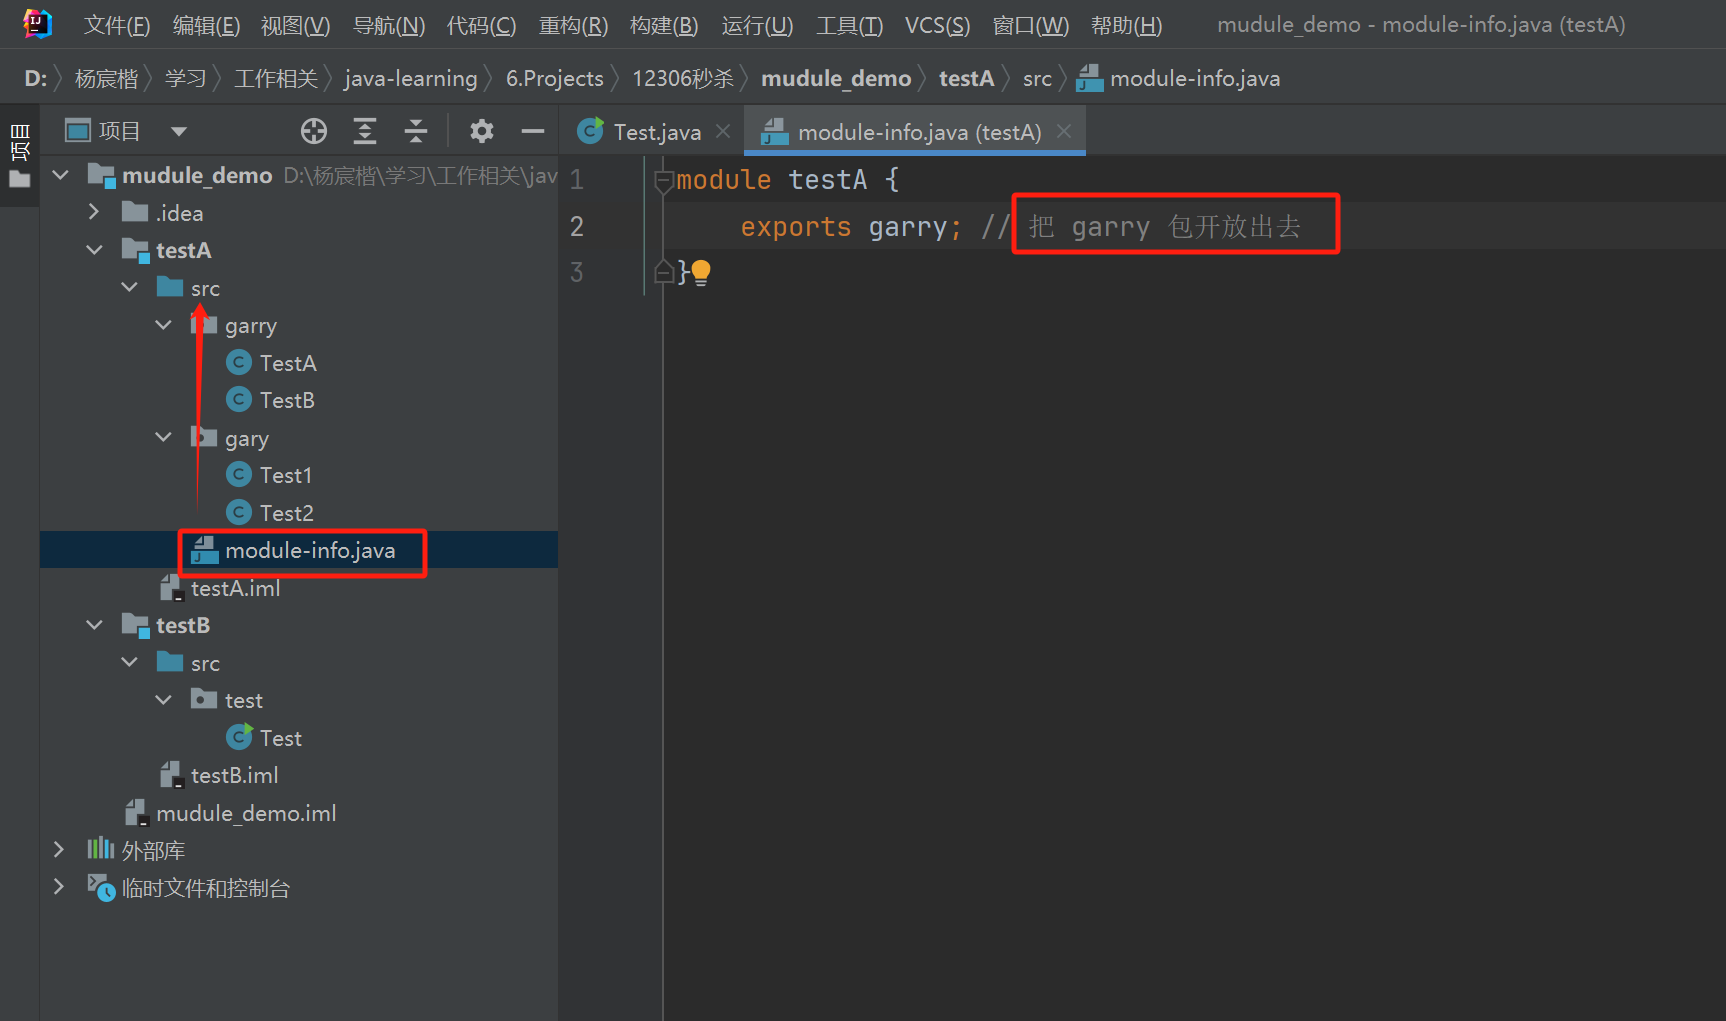 文件(F) 编辑(E) 视图(V) 导航(N) 代码(C) 重构(R) 构建(B) 运行(U) 工具(T) VCS(S) 窗口(W) 帮助(H) mudule_demo - module-info.java (testA)
D: 杨宸楷 学习 工作相关 java-learning 6.Projects 12306秒杀 mudule_demo testA src module-info.java
项目
项目
Test.java
module-info.java (testA)
mudule_demo D:\杨宸楷\学习\工作相关\jav
.idea
testA
src
garry
TestA
TestB
gary
Test1
Test2
module-info.java
testA.iml
testB
src
test
Test
testB.iml
mudule_demo.iml
外部库
临时文件和控制台
1 module testA {
2 exports garry; // 把 garry 包开放出去
3 }